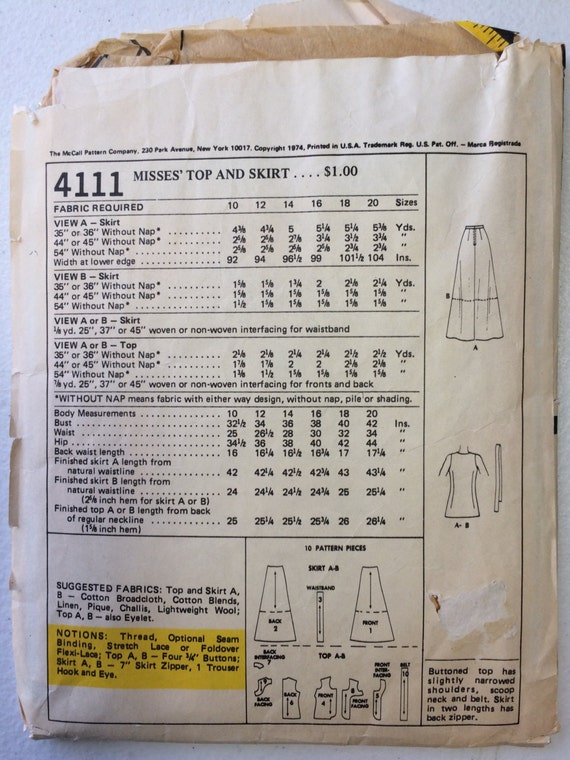 The McCall Pattern Company, 230 Park Avenue, New York 10017. Copyright 1974, Printed in U.S.A. Trademark Reg. U.S. Pat. Off. — Marca Registrada
4111 MISSES' TOP AND SKIRT .... $1.00
FABRIC REQUIRED 10 12 14 16 18 20 Sizes
VIEW A — Skirt
35" or 36" Without Nap* 4⅜ 4¾ 5 5¼ 5¼ 5⅜ Yds.
44" or 45" Without Nap* 2⅝ 2⅝ 2⅞ 3¼ 3½ 3¾ "
54" Without Nap* 2⅝ 2⅝ 2⅝ 2⅝ 2¾ 2¾ "
Width at lower edge 92 94 96½ 99 101½ 104 Ins.
VIEW B — Skirt
35" or 36" Without Nap* 1⅝ 1⅝ 1¾ 2 2⅛ 2⅛ Yds.
44" or 45" Without Nap* 1⅝ 1⅝ 1⅝ 1⅝ 1⅝ 1⅝ "
54" Without Nap* 1½ 1⅝ 1⅝ 1⅝ 1⅝ 1⅝ "
VIEW A or B — Skirt
⅛ yd. 25", 37" or 45" woven or non-woven interfacing for waistband
VIEW A or B — Top
35" or 36" Without Nap* 2⅛ 2⅛ 2¼ 2¼ 2½ 2½ Yds.
44" or 45" Without Nap* 1⅞ 1⅞ 2 2 2⅛ 2⅛ "
54" Without Nap* 1⅜ 1½ 1⅝ 1⅝ 1⅝ 1⅝ "
⅞ yd. 25", 37" or 45" woven or non-woven interfacing for fronts and back
*WITHOUT NAP means fabric with either way design, without nap, pile or shading.
Body Measurements 10 12 14 16 18 20
Bust 32½ 34 36 38 40 42 Ins.
Waist 25 26½ 28 30 32 34 "
Hip 34½ 36 38 40 42 44 "
Back waist length 16 16¼ 16½ 16¾ 17 17¼ "
Finished skirt A length from
natural waistline 42 42¼ 42½ 42¾ 43 43¼ "
Finished skirt B length from
natural waistline 24 24¼ 24½ 24¾ 25 25¼ "
(2⅝ inch hem for skirt A or B)
Finished top A or B length from back
of regular neckline 25 25¼ 25½ 25¾ 26 26¼ "
(1⅝ inch hem)
B
A
A- B
SUGGESTED FABRICS: Top and Skirt A,
B — Cotton Broadcloth, Cotton Blends,
Linen, Pique, Challis, Lightweight Wool;
Top A, B — also Eyelet.
NOTIONS: Thread, Optional Seam
Binding, Stretch Lace or Foldover
Flexi-Lace; Top A, B — Four ¾" Buttons;
Skirt A, B — 7" Skirt Zipper, 1 Trouser
Hook and Eye.
10 PATTERN PIECES
SKIRT A-B
WAISTBAND
3
BACK
2
FRONT
1
TOP A-B
BACK
INTERFACING
7
FRONT
INTER-
FACING
BELT
10
BACK
FACING
BACK
6
FRONT
4
FRONT
FACING
Buttoned top has
slightly narrowed
shoulders, scoop
neck and belt. Skirt
in two lengths has
back zipper.